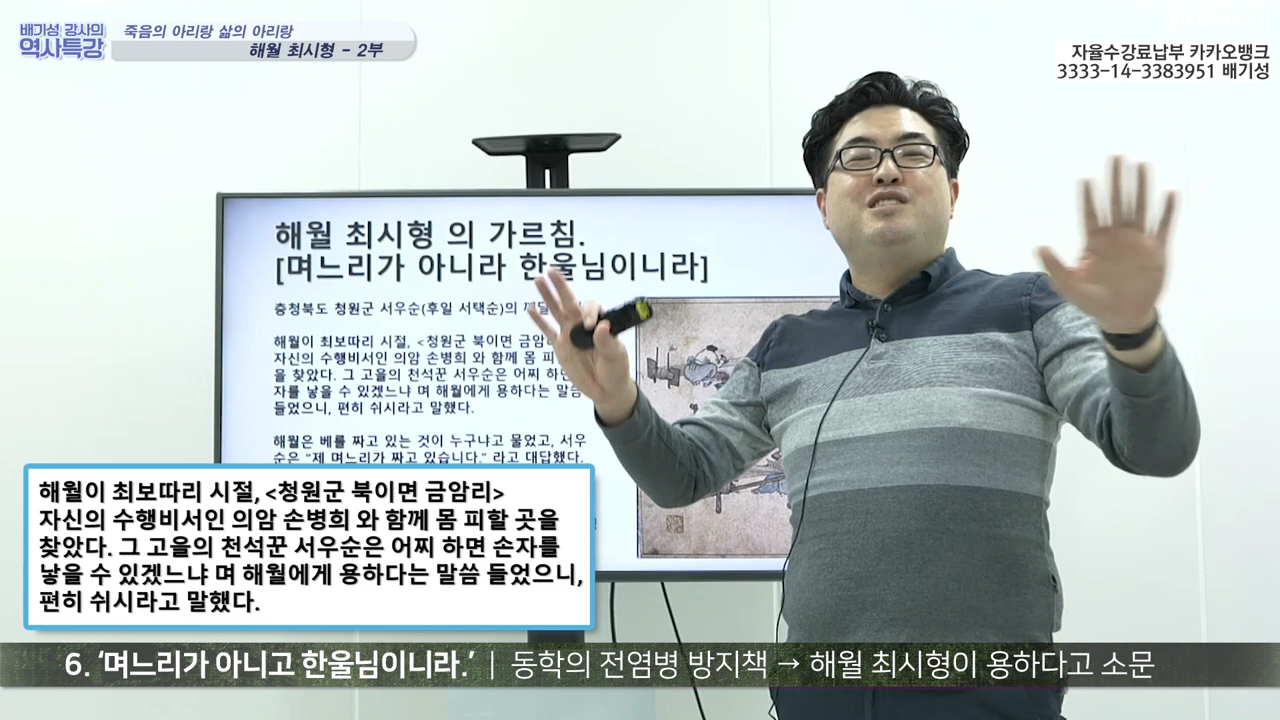 배기성 강사의
역사특강
죽음의 아리랑 삶의 아리랑
해월 최시형 - 2부
자율수강료납부 카카오뱅크
3333-14-3383951 배기성
해월 최시형 의 가르침.
[며느리가 아니라 한울님이니라]
충청북도 청원군 서우순(후일 서택순)의
해월이 최보따리 시절, <청원군 북이면 금암리
자신의 수행비서인 의암 손병희 와 함께 몸 피
을 찾았다. 그 고을의 천석꾼 서우순은 어찌 하면
자를 낳을 수 있겠느냐 며 해월에게 용하다는 말씀
들었으니, 편히 쉬시라고 말했다.
해월은 베를 짜고 있는 것이 누구냐고 물었고, 서우
순은 "제 며느리가 짜고 있습니다." 라고 대답했다.
해월이 최보따리 시절, <청원군 북이면 금암리>
자신의 수행비서인 의암 손병희 와 함께 몸 피할 곳을
찾았다. 그 고을의 천석꾼 서우순은 어찌 하면 손자를
낳을 수 있겠느냐 며 해월에게 용하다는 말씀 들었으니,
편히 쉬시라고 말했다.
6. ‘며느리가 아니고 한울님이니라.’ | 동학의 전염병 방지책 → 해월 최시형이 용하다고 소문